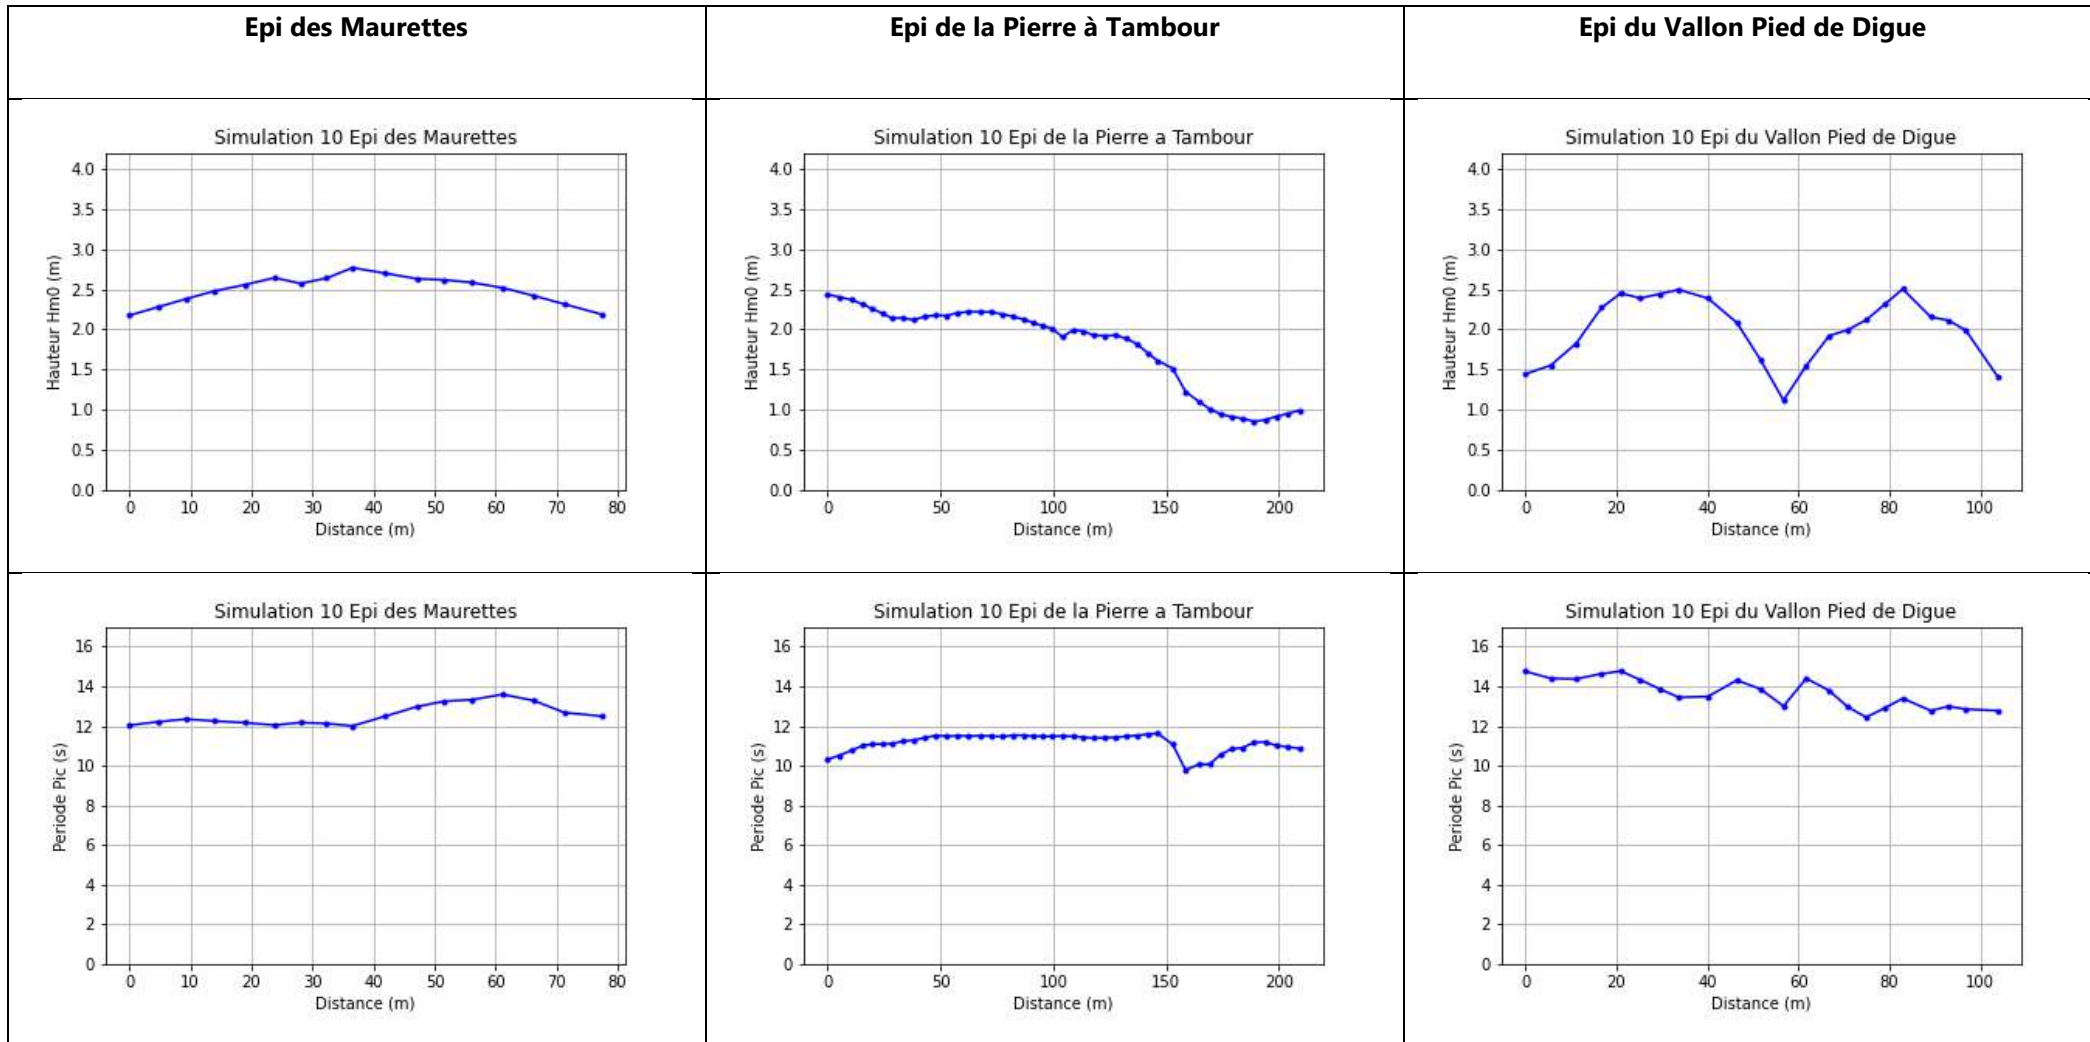 Epi des Maurettes
Epi de la Pierre à Tambour
Epi du Vallon Pied de Digue
Simulation 10 Epi des Maurettes
Hauteur Hm0 (m)
4.0
3.5
3.0
2.5
2.0
1.5
1.0
0.5
0.0
0 10 20 30 40 50 60 70 80
Distance (m)
Simulation 10 Epi de la Pierre a Tambour
Hauteur Hm0 (m)
4.0
3.5
3.0
2.5
2.0
1.5
1.0
0.5
0.0
0 50 100 150 200
Distance (m)
Simulation 10 Epi du Vallon Pied de Digue
Hauteur Hm0 (m)
4.0
3.5
3.0
2.5
2.0
1.5
1.0
0.5
0.0
0 20 40 60 80 100
Distance (m)
Simulation 10 Epi des Maurettes
Periode Pic (s)
16
14
12
10
8
6
4
2
0
0 10 20 30 40 50 60 70 80
Distance (m)
Simulation 10 Epi de la Pierre a Tambour
Periode Pic (s)
16
14
12
10
8
6
4
2
0
0 50 100 150 200
Distance (m)
Simulation 10 Epi du Vallon Pied de Digue
Periode Pic (s)
16
14
12
10
8
6
4
2
0
0 20 40 60 80 100
Distance (m)